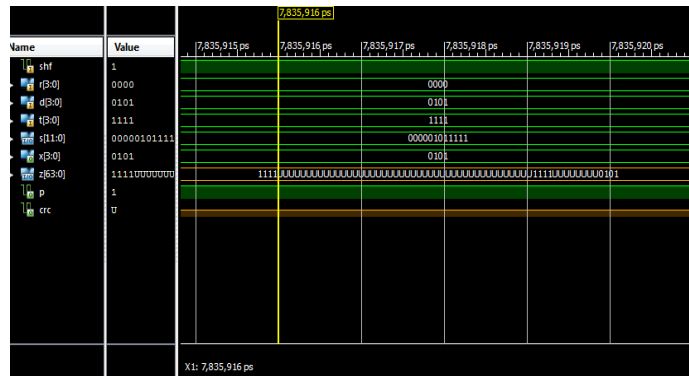 7,835,916 ps
Name Value 7,835,915 ps 7,835,916 ps 7,835,917 ps 7,835,918 ps 7,835,919 ps 7,835,920 ps
shf 1
r[3:0] 0000 0000
d[3:0] 0101 0101
t[3:0] 1111 1111
s[11:0] 00000101111 000001011111
x[3:0] 0101 0101
z[63:0] 1111UUUUUUU
p 1
crc U
X1: 7,835,916 ps